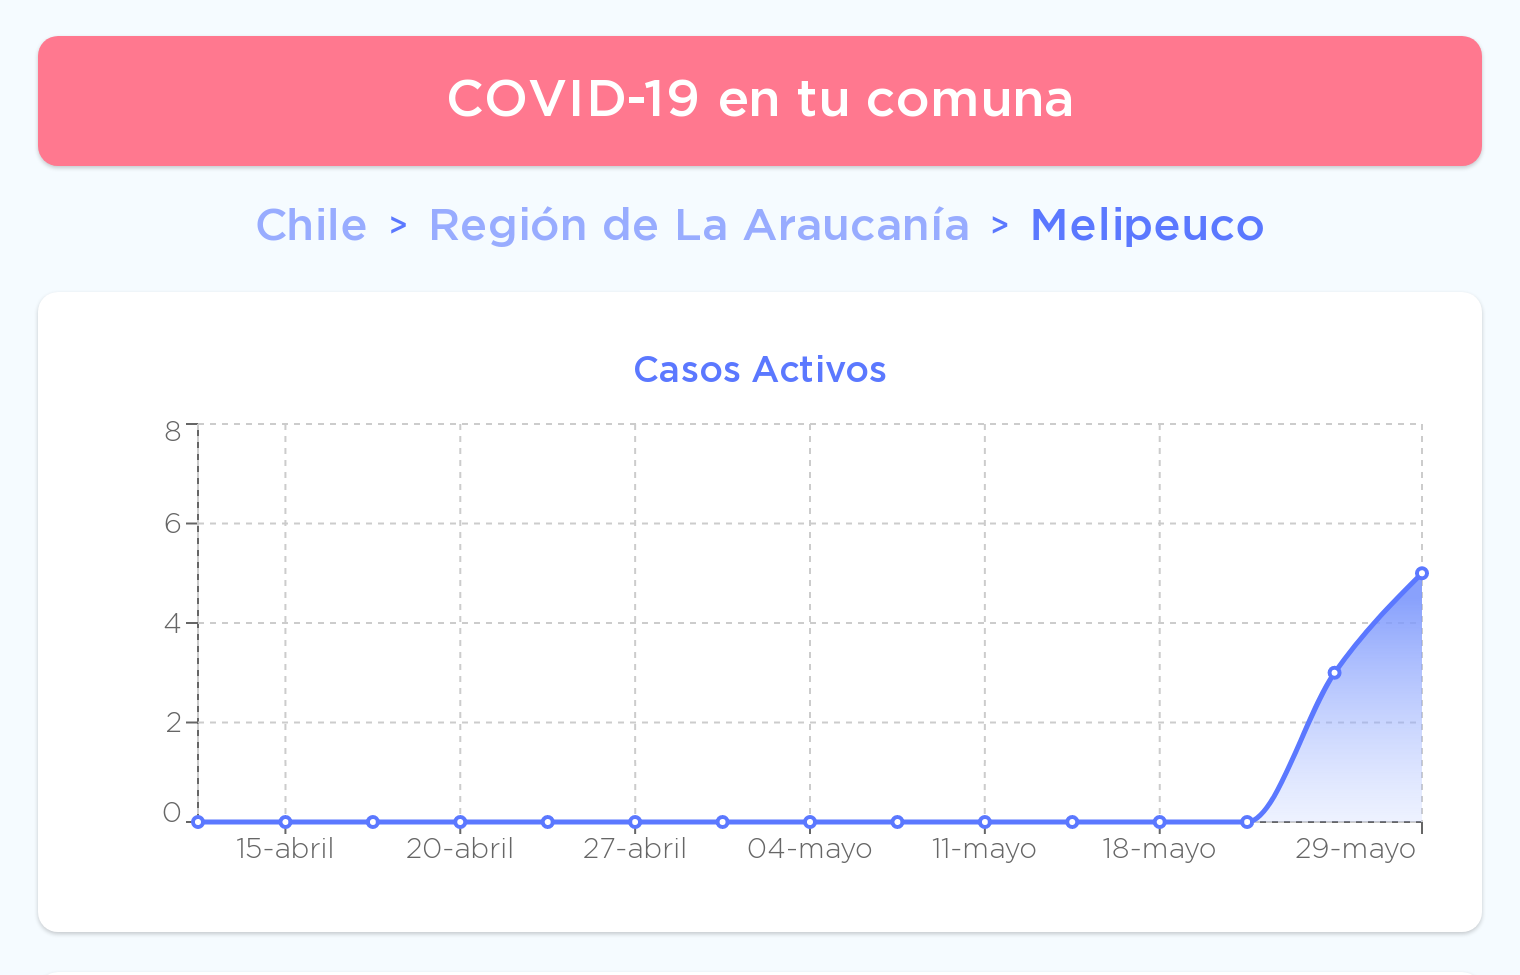 COVID-19 en tu comuna
Chile > Región de La Araucanía > Melipeuco
Casos Activos
8
6
4
2
0
15-abril 20-abril 27-abril 04-mayo 11-mayo 18-mayo 29-mayo